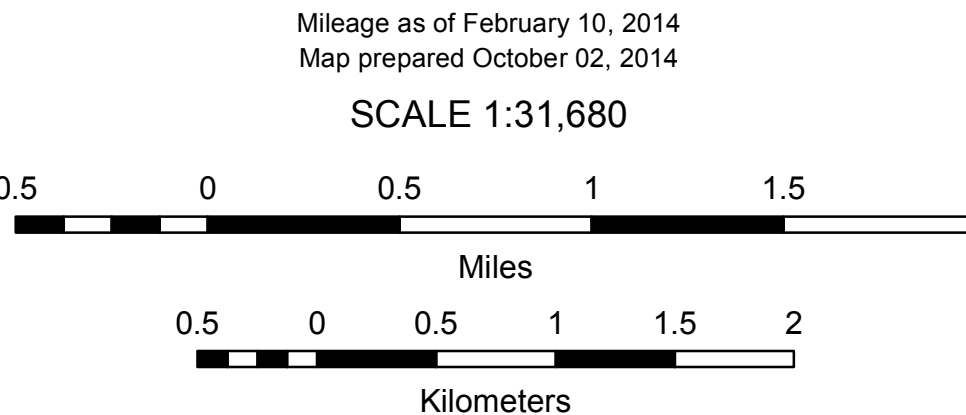 Mileage as of February 10, 2014
Map prepared October 02, 2014
SCALE 1:31,680
0.5 0 0.5 1 1.5
Miles
0.5 0 0.5 1 1.5 2
Kilometers